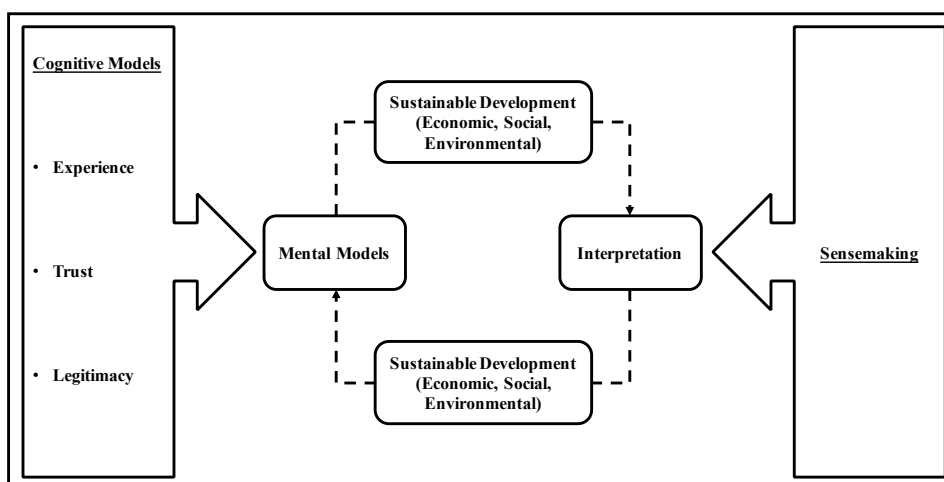 Cognitive Models
• Experience
• Trust
• Legitimacy
Sustainable Development
(Economic, Social,
Environmental)
Mental Models
Interpretation
Sustainable Development
(Economic, Social,
Environmental)
Sensemaking